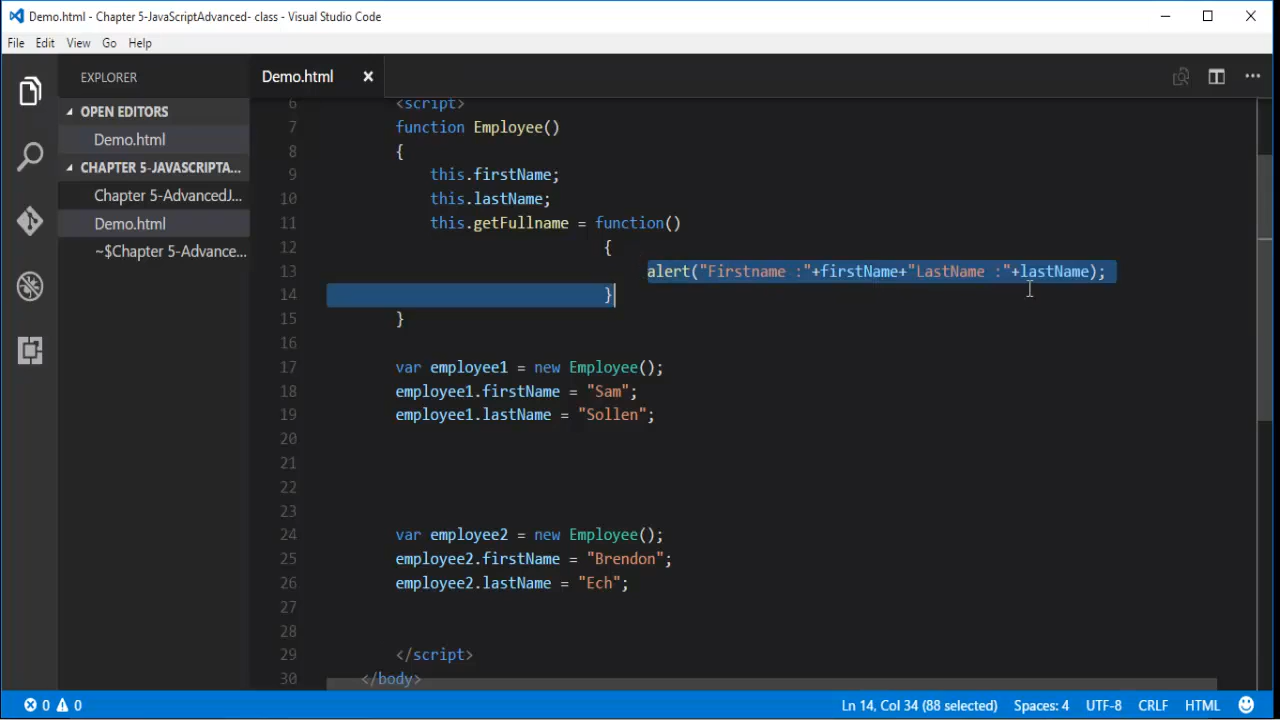 Demo.html - Chapter 5-JavaScriptAdvanced- class - Visual Studio Code
File Edit View Go Help
EXPLORER
Demo.html
OPEN EDITORS
Demo.html
CHAPTER 5-JAVASCRIPTA...
Chapter 5-AdvancedJ...
Demo.html
~$Chapter 5-Advance...
6 <script>
7 function Employee()
8 {
9 this.firstName;
10 this.lastName;
11 this.getFullname = function()
12 {
13 alert("Firstname :"+firstName+"LastName :"+lastName);
14 }
15 }
16
17 var employee1 = new Employee();
18 employee1.firstName = "Sam";
19 employee1.lastName = "Sollen";
20
21
22
23
24 var employee2 = new Employee();
25 employee2.firstName = "Brendon";
26 employee2.lastName = "Ech";
27
28
29 </script>
30 </body>
0 0 Ln 14, Col 34 (88 selected) Spaces: 4 UTF-8 CRLF HTML